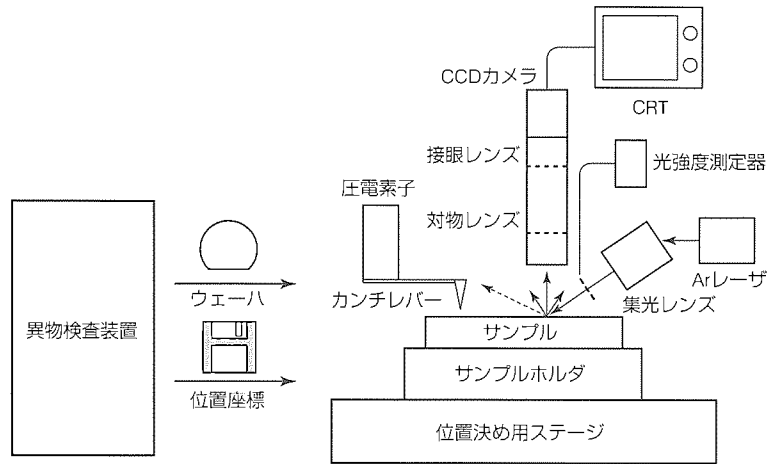 CCDカメラ
CRT
接眼レンズ
光強度測定器
圧電素子
対物レンズ
Arレーザ
集光レンズ
カンチレバー
ウェーハ
異物検査装置
サンプル
サンプルホルダ
位置座標
位置決め用ステージ